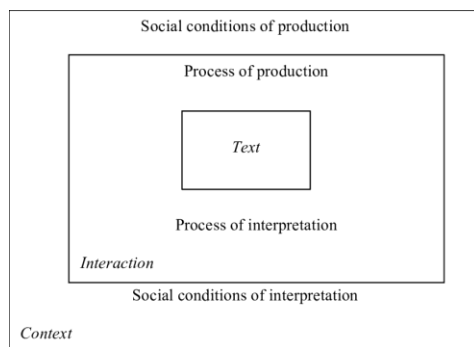 Social conditions of production
Process of production
Text
Process of interpretation
Interaction
Social conditions of interpretation
Context